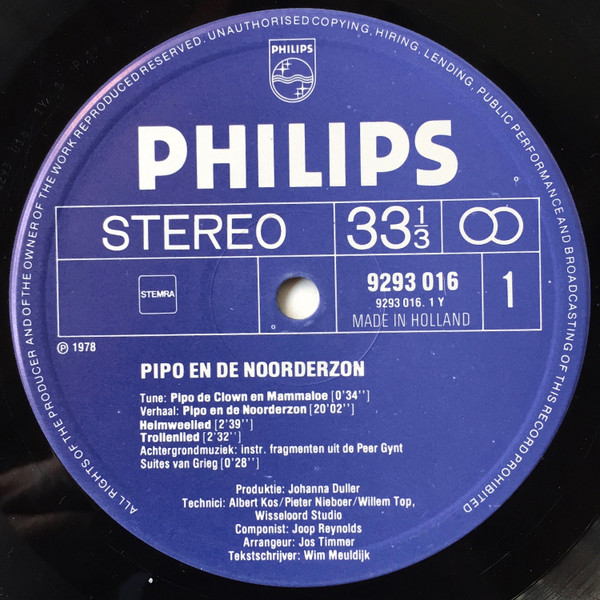 ALL RIGHTS OF THE PRODUCER AND OF THE OWNER OF THE WORK REPRODUCED RESERVED. UNAUTHORISED COPYING, HIRING, LENDING, PUBLIC PERFORMANCE AND BROADCASTING OF THIS RECORD PROHIBITED
PHILIPS
PHILIPS
STEREO
33 1/3
STEMRA
9293 016
9293 016. 1 Y
MADE IN HOLLAND
1
℗ 1978
PIPO EN DE NOORDERZON
Tune: Pipo de Clown en Mammaloe [0'34'']
Verhaal: Pipo en de Noorderzon [20'02'']
Heimweelied [2'39'']
Trollenlied [2'32'']
Achtergrondmuziek: instr. fragmenten uit de Peer Gynt
Suites van Grieg [0'28'']
Produktie: Johanna Duller
Technici: Albert Kos/Pieter Nieboer/Willem Top,
Wisseloord Studio
Componist: Joop Reynolds
Arrangeur: Jos Timmer
Tekstschrijver: Wim Meuldijk